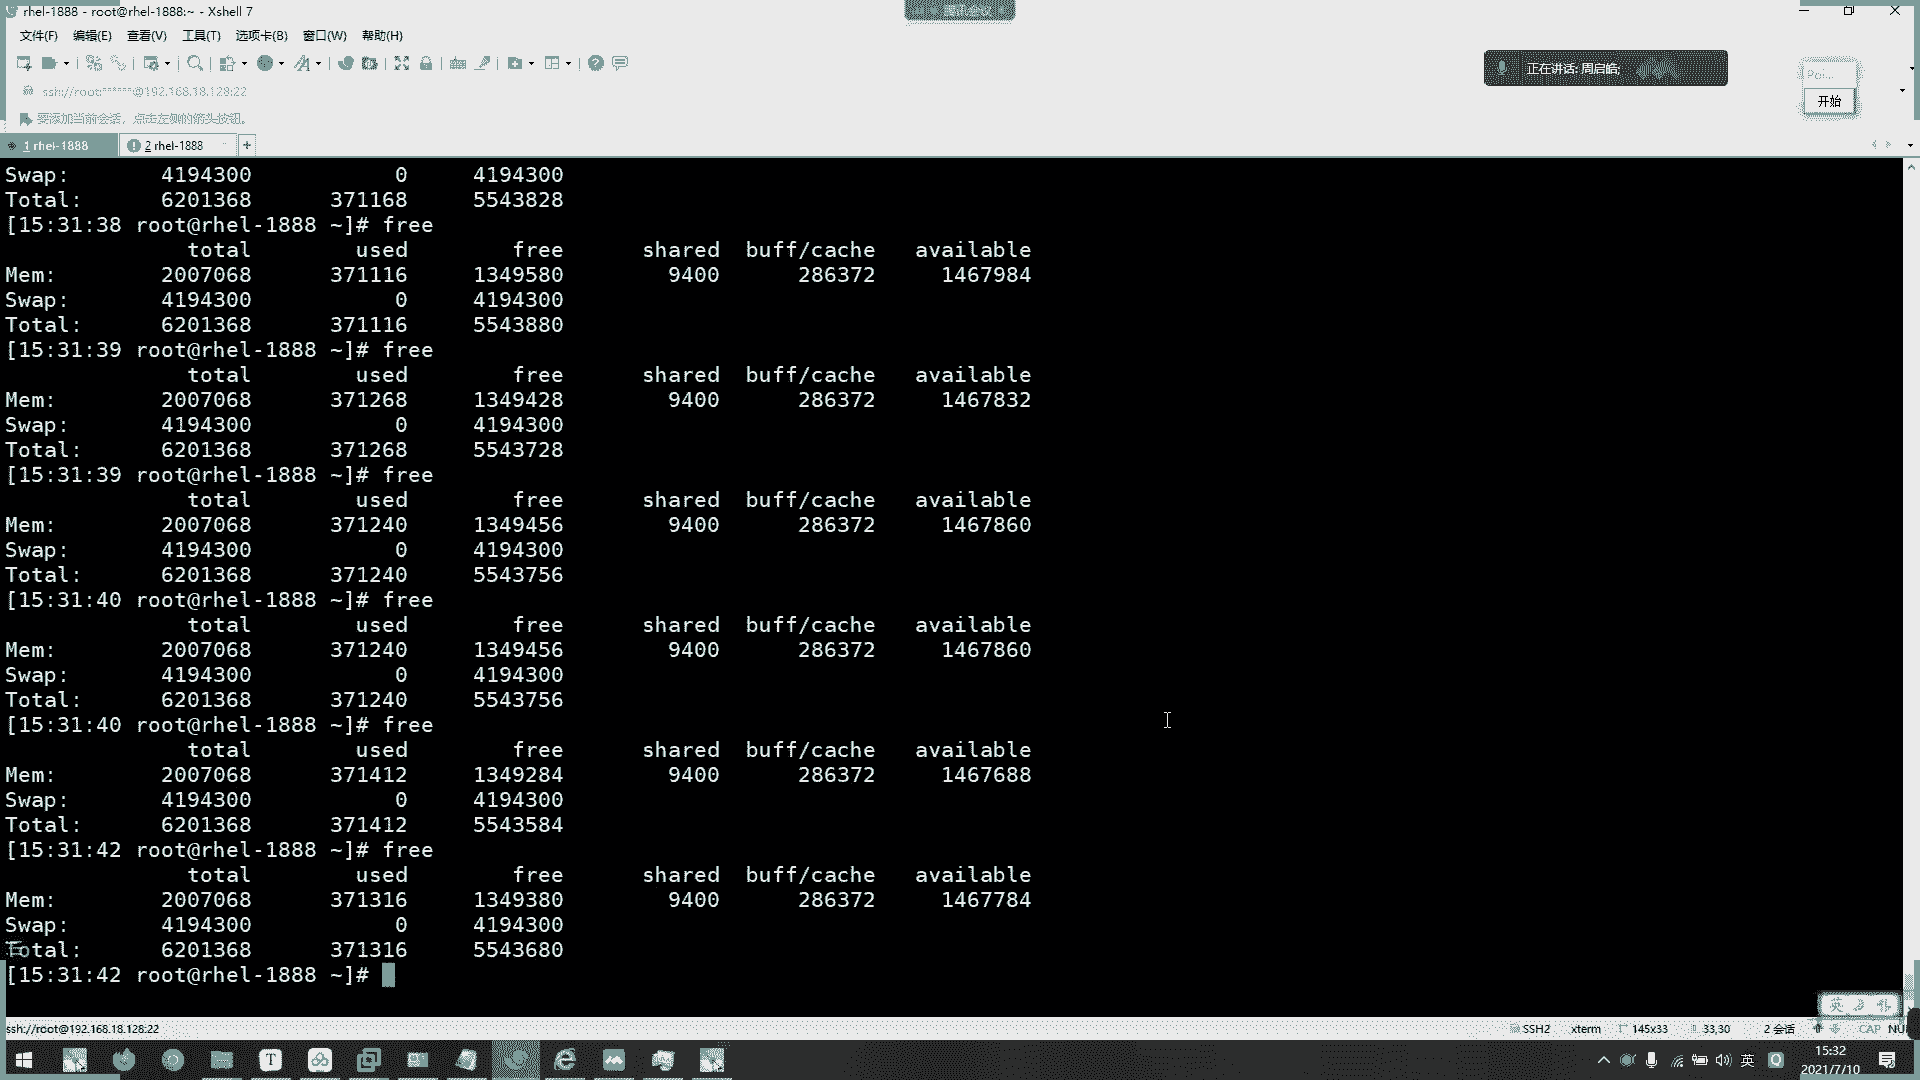 rhel-1888 - root@rhel-1888:~ - Xshell 7
文件(F) 编辑(E) 查看(V) 工具(T) 选项卡(B) 窗口(W) 帮助(H)
正在讲话: 周启皓;
Poi...
开始
ssh://root:******@192.168.18.128:22
要添加当前会话，点击左侧的箭头按钮。
1 rhel-1888 2 rhel-1888 +
Swap: 4194300 0 4194300
Total: 6201368 371168 5543828
[15:31:38 root@rhel-1888 ~]# free
total used free shared buff/cache available
Mem: 2007068 371116 1349580 9400 286372 1467984
Swap: 4194300 0 4194300
Total: 6201368 371116 5543880
[15:31:39 root@rhel-1888 ~]# free
total used free shared buff/cache available
Mem: 2007068 371268 1349428 9400 286372 1467832
Swap: 4194300 0 4194300
Total: 6201368 371268 5543728
[15:31:39 root@rhel-1888 ~]# free
total used free shared buff/cache available
Mem: 2007068 371240 1349456 9400 286372 1467860
Swap: 4194300 0 4194300
Total: 6201368 371240 5543756
[15:31:40 root@rhel-1888 ~]# free
total used free shared buff/cache available
Mem: 2007068 371240 1349456 9400 286372 1467860
Swap: 4194300 0 4194300
Total: 6201368 371240 5543756
[15:31:40 root@rhel-1888 ~]# free
total used free shared buff/cache available
Mem: 2007068 371412 1349284 9400 286372 1467688
Swap: 4194300 0 4194300
Total: 6201368 371412 5543584
[15:31:42 root@rhel-1888 ~]# free
total used free shared buff/cache available
Mem: 2007068 371316 1349380 9400 286372 1467784
Swap: 4194300 0 4194300
Total: 6201368 371316 5543680
[15:31:42 root@rhel-1888 ~]#
英
ssh://root@192.168.18.128:22 SSH2 xterm 145x33 33,30 2 会话 CAP NU
英 15:32
2021/7/10